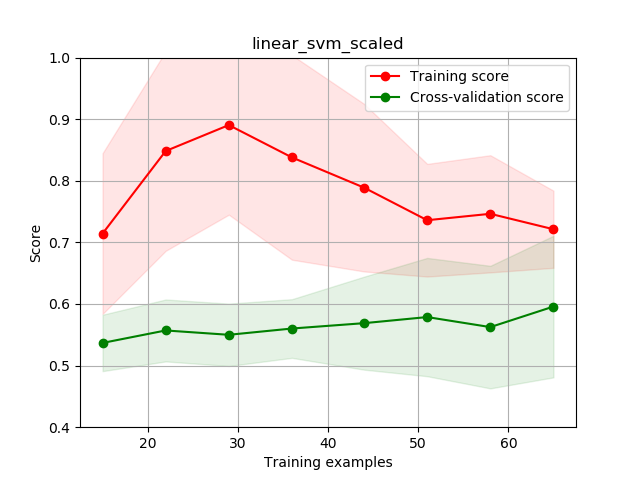 linear_svm_scaled
Training score
Cross-validation score
Score
1.0
0.9
0.8
0.7
0.6
0.5
0.4
20 30 40 50 60
Training examples